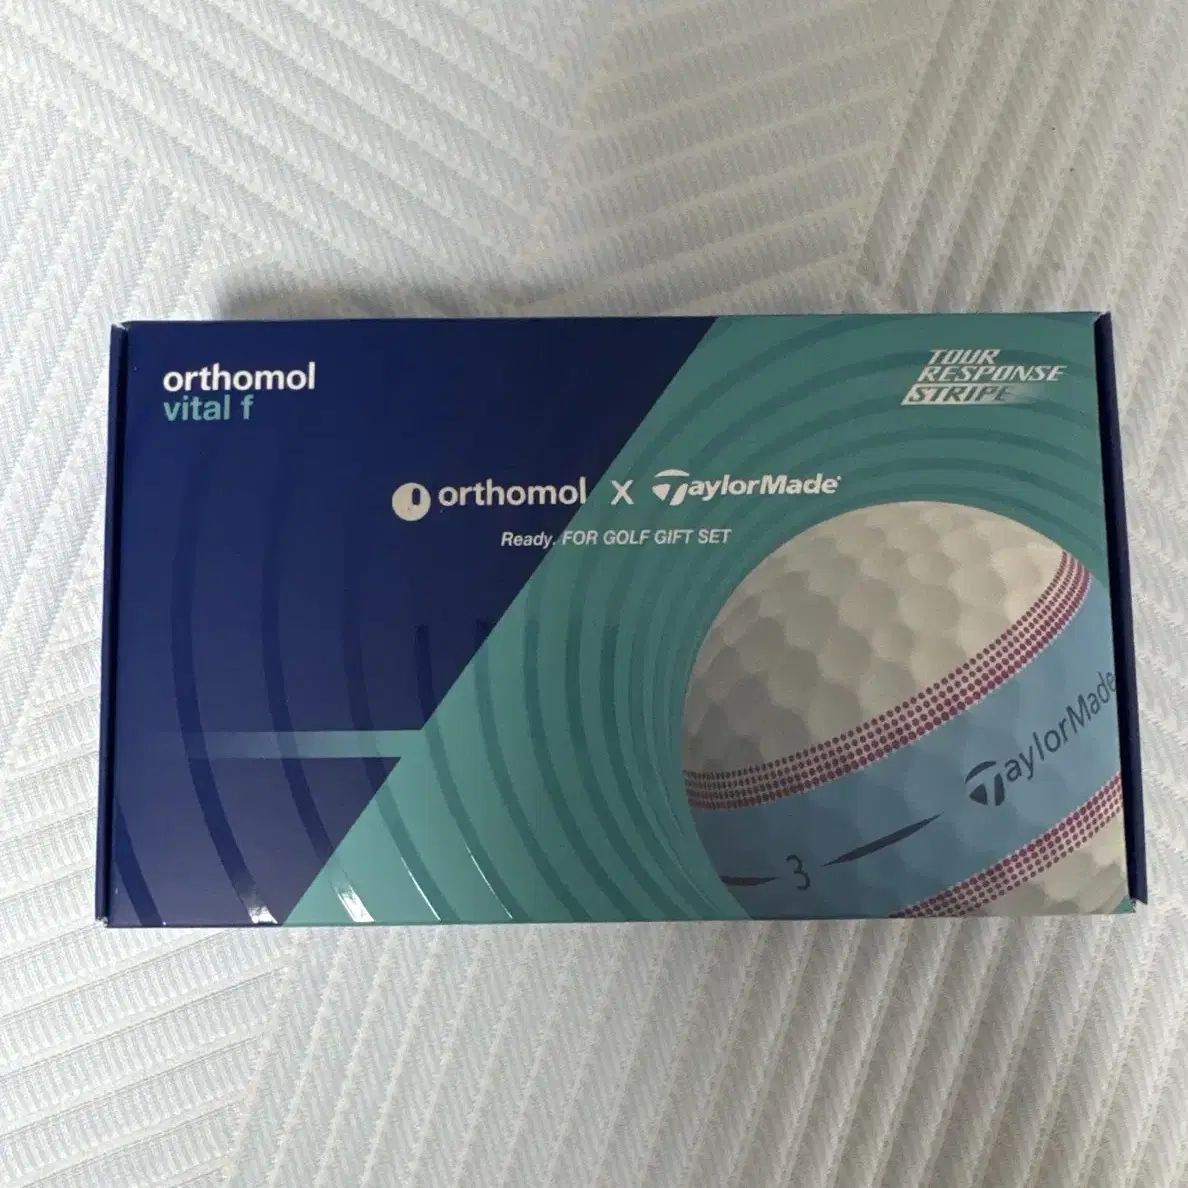 orthomol
vital f
TOUR
RESPONSE
STRIPE
orthomol X TaylorMade
Ready. FOR GOLF GIFT SET
TaylorMade
3